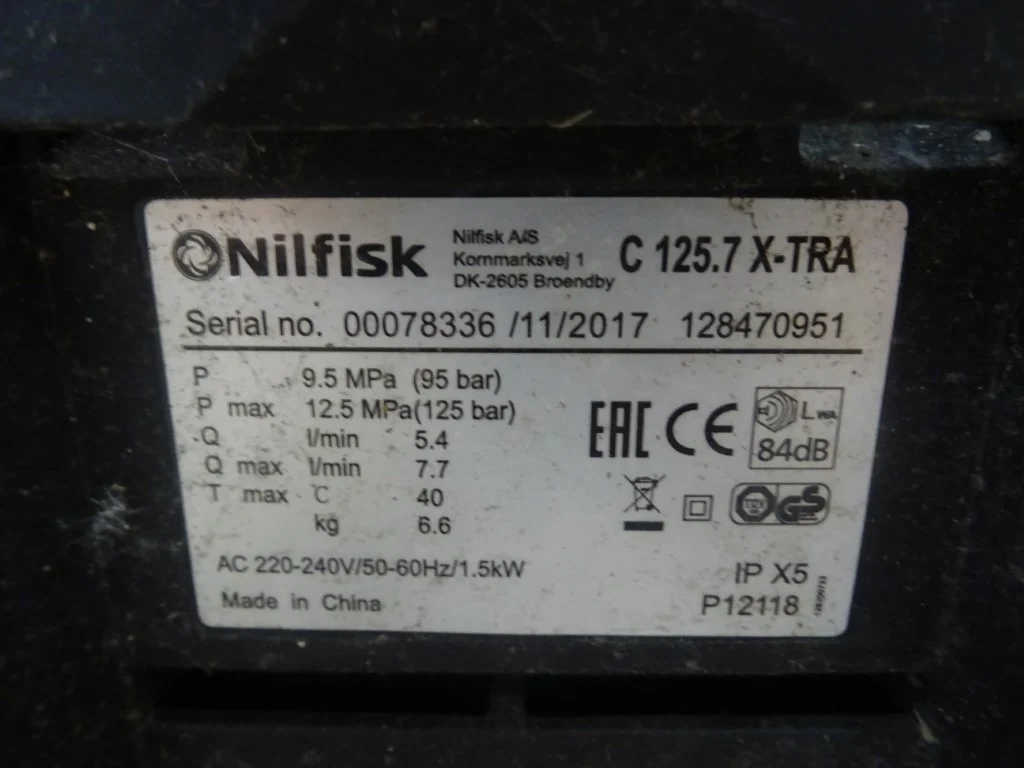 Nilfisk
Nilfisk A/S
Kornmarksvej 1
DK-2605 Broendby
C 125.7 X-TRA
Serial no. 00078336 /11/2017 128470951
P 9.5 MPa (95 bar)
P max 12.5 MPa(125 bar)
Q l/min 5.4
Q max l/min 7.7
T max C 40
kg 6.6
EAC CE
LWA
84dB
GS
AC 220-240V/50-60Hz/1.5kW
IP X5
Made in China
P12118